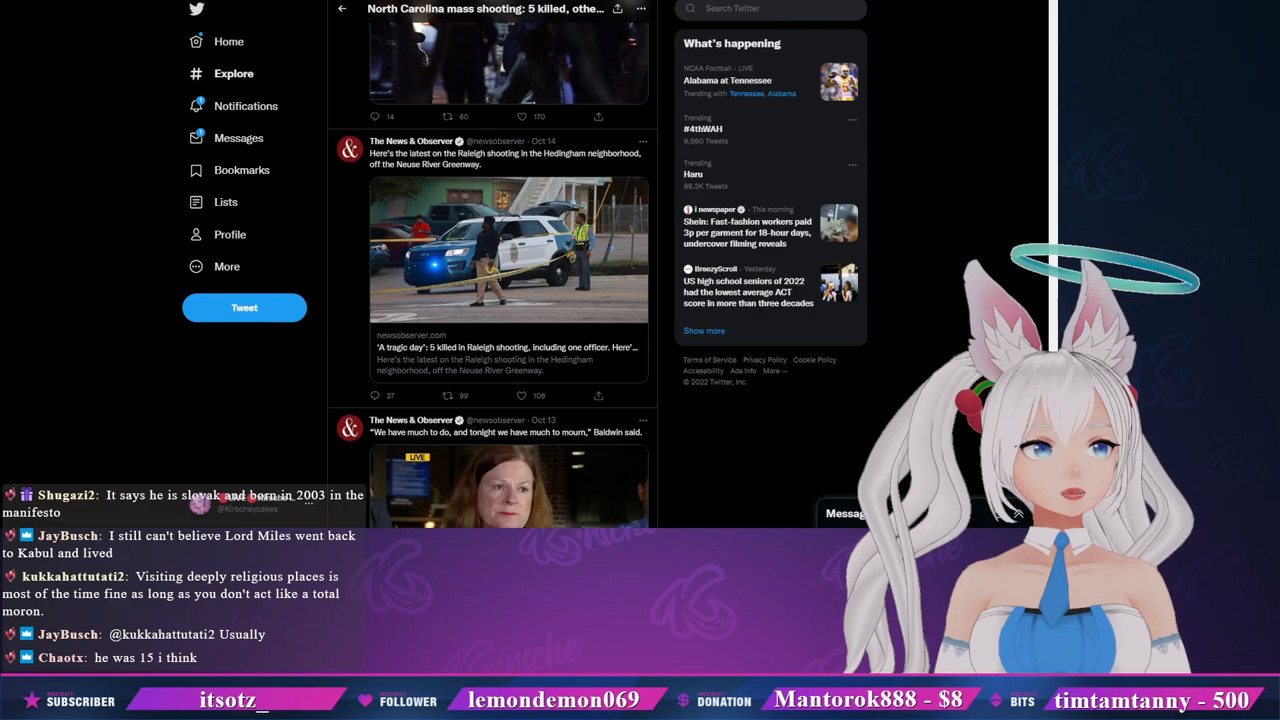 Home
Explore
Notifications
Messages
Bookmarks
Lists
Profile
More
Tweet
North Carolina mass shooting: 5 killed, othe...
14 60 170
The News & Observer @newsobserver · Oct 14
Here's the latest on the Raleigh shooting in the Hedingham neighborhood,
off the Neuse River Greenway.
newsobserver.com
'A tragic day': 5 killed in Raleigh shooting, including one officer. Here'...
Here's the latest on the Raleigh shooting in the Hedingham
neighborhood, off the Neuse River Greenway.
27 99 106
The News & Observer @newsobserver · Oct 13
"We have much to do, and tonight we have much to mourn," Baldwin said.
LIVE
Search Twitter
What's happening
NCAA Football · LIVE
Alabama at Tennessee
Trending with Tennessee, Alabama
Trending
#4thWAH
9,580 Tweets
Trending
Haru
98.3K Tweets
i newspaper · This morning
Shein: Fast-fashion workers paid
3p per garment for 18-hour days,
undercover filming reveals
BreezyScroll · Yesterday
US high school seniors of 2022
had the lowest average ACT
score in more than three decades
Show more
Terms of Service Privacy Policy Cookie Policy
Accessibility Ads Info More ···
© 2022 Twitter, Inc.
Messag
@Kirscheycakes
Shugazi2: It says he is slovak and born in 2003 in the
manifesto
JayBusch: I still can't believe Lord Miles went back
to Kabul and lived
kukkahattutati2: Visiting deeply religious places is
most of the time fine as long as you don't act like a total
moron.
JayBusch: @kukkahattutati2 Usually
Chaotx: he was 15 i think
RECENT SUBSCRIBER itsotz_
RECENT FOLLOWER lemondemon069
RECENT DONATION Mantorok888 - $8
RECENT BITS timtamtanny - 500